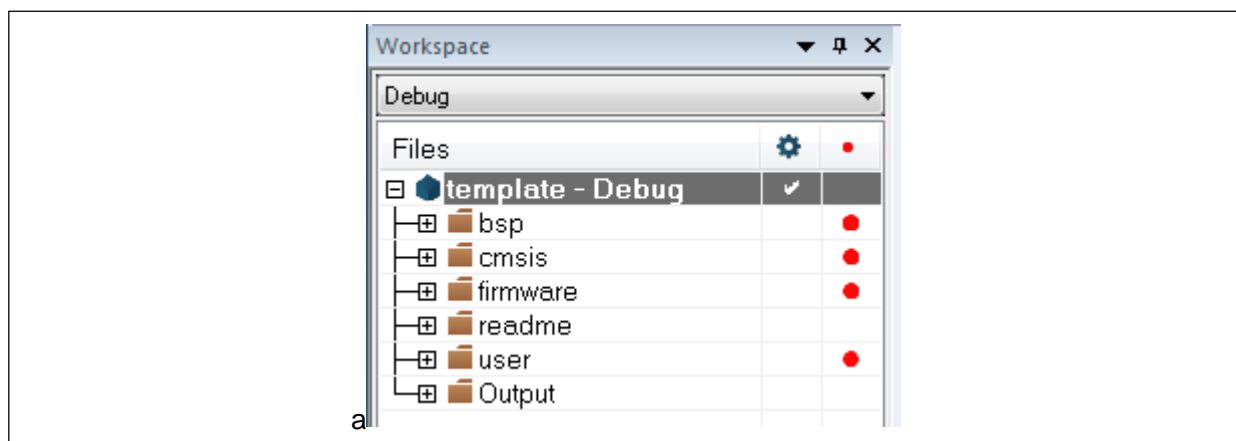 Workspace
Debug
Files
template - Debug
bsp
cmsis
firmware
readme
user
Output
a